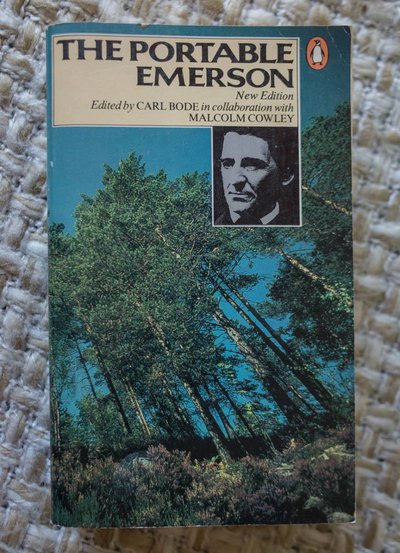 THE PORTABLE
EMERSON
New Edition
Edited by CARL BODE in collaboration with
MALCOLM COWLEY